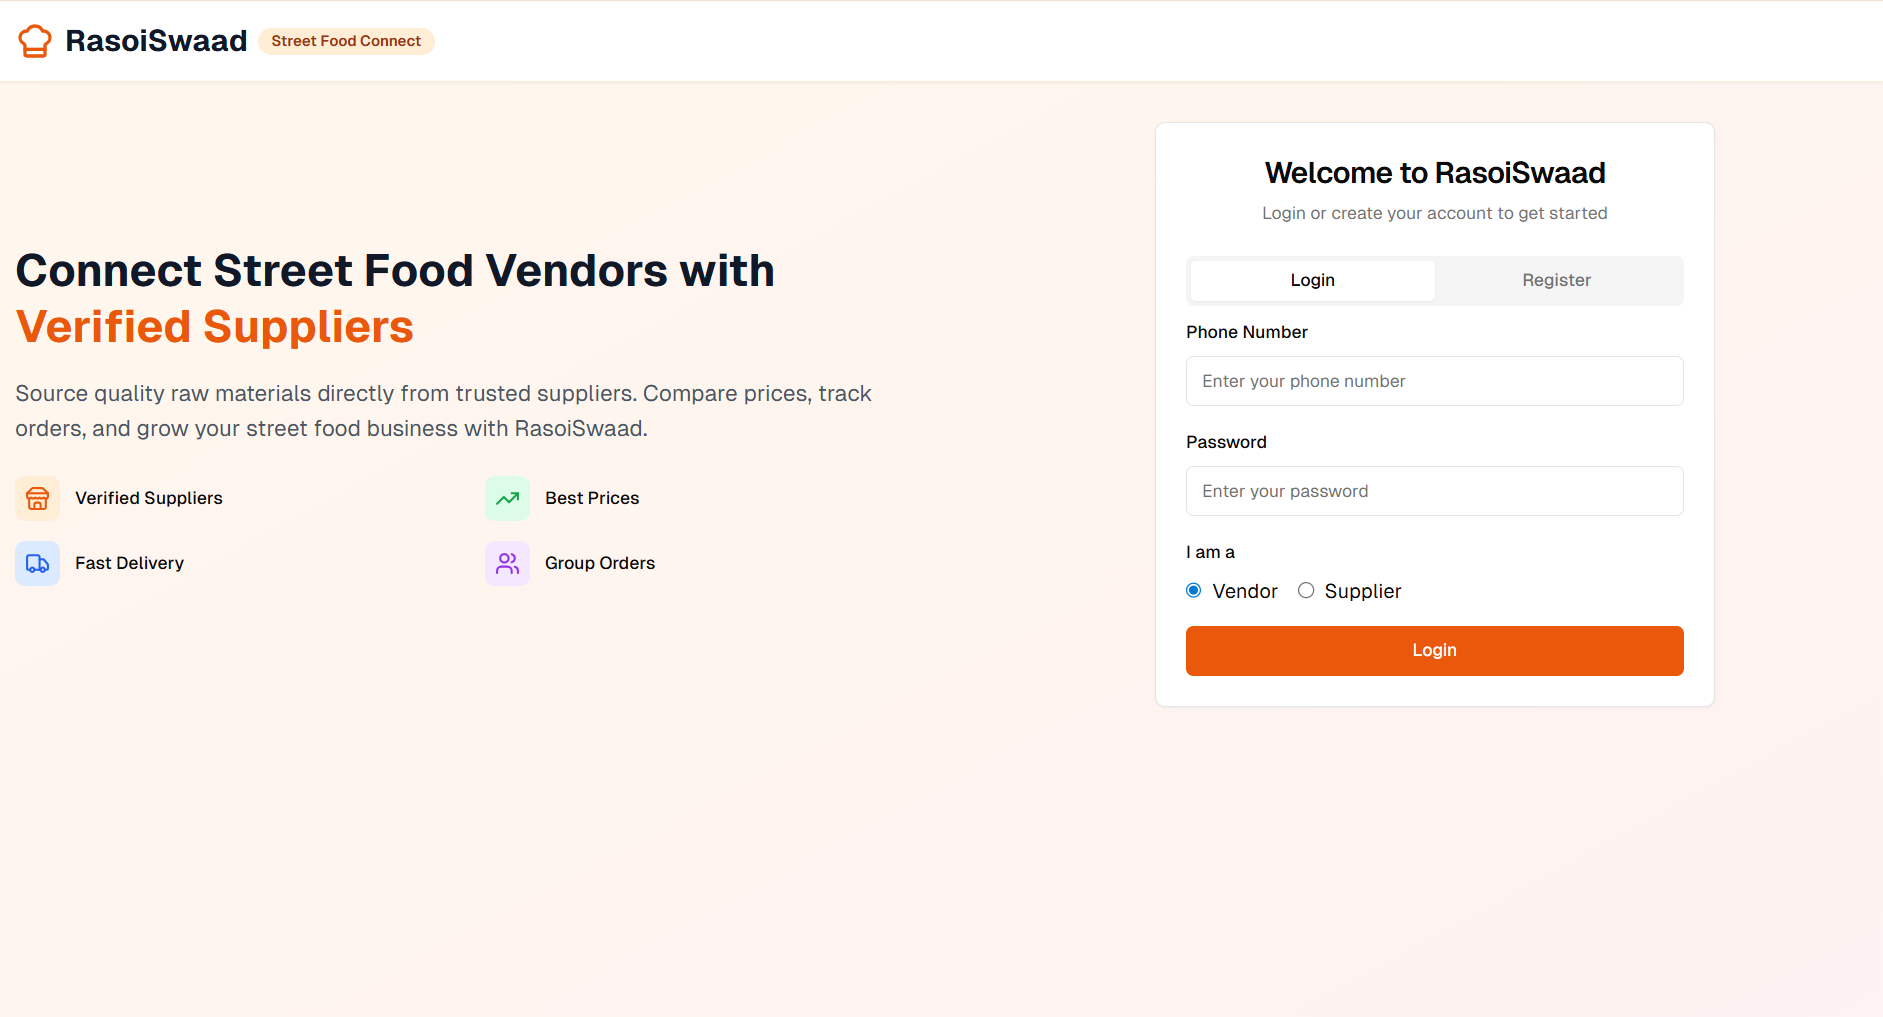 RasoiSwaad
Street Food Connect
Connect Street Food Vendors with
Verified Suppliers
Source quality raw materials directly from trusted suppliers. Compare prices, track
orders, and grow your street food business with RasoiSwaad.
Verified Suppliers
Best Prices
Fast Delivery
Group Orders
Welcome to RasoiSwaad
Login or create your account to get started
Login
Register
Phone Number
Enter your phone number
Password
Enter your password
I am a
Vendor
Supplier
Login